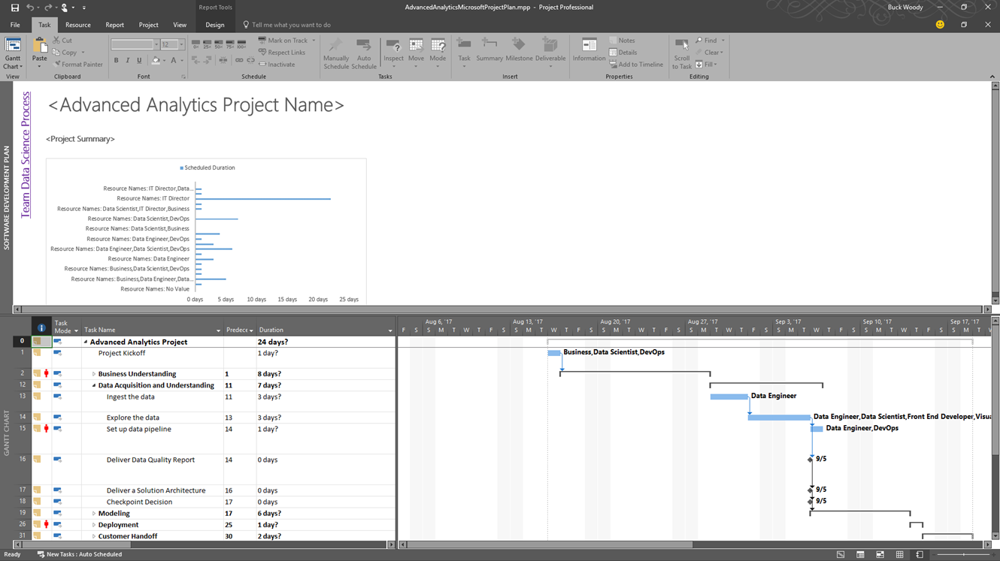 Report Tools
AdvancedAnalyticsMicrosoftProjectPlan.mpp - Project Professional
Buck Woody
File Task Resource Report Project View Design Tell me what you want to do
Gantt Chart
View
Paste
Cut
Copy
Format Painter
Clipboard
12
B I U A
Font
0% 25% 50% 75% 100%
Mark on Track
Respect Links
Inactivate
Schedule
Manually Schedule
Auto Schedule
Inspect
Move
Mode
Tasks
Task
Summary
Milestone
Deliverable
Insert
Information
Notes
Details
Add to Timeline
Properties
Scroll to Task
Find
Clear
Fill
Editing
SOFTWARE DEVELOPMENT PLAN
Team Data Science Process
<Advanced Analytics Project Name>
<Project Summary>
Scheduled Duration
Resource Names: IT Director,Data...
Resource Names: IT Director
Resource Names: Data Scientist,IT Director,Business
Resource Names: Data Scientist,DevOps
Resource Names: Data Scientist,Business
Resource Names: Data Engineer,DevOps
Resource Names: Data Engineer,Data Scientist,DevOps
Resource Names: Data Engineer
Resource Names: Business,Data Scientist,DevOps
Resource Names: Business,Data Engineer,Data...
Resource Names: No Value
0 days 5 days 10 days 15 days 20 days 25 days
GANTT CHART
Task Mode Task Name Predece Duration
Aug 6, '17 Aug 13, '17 Aug 20, '17 Aug 27, '17 Sep 3, '17 Sep 10, '17 Sep 17, '17
F S S M T W T F S S M T W T F S S M T W T F S S M T W T F S S M T W T F S S M T W T F S S M T W
0 Advanced Analytics Project 24 days?
1 Project Kickoff 1 day? Business,Data Scientist,DevOps
2 Business Understanding 1 8 days?
12 Data Acquisition and Understanding 11 7 days?
13 Ingest the data 11 3 days? Data Engineer
14 Explore the data 13 3 days? Data Engineer,Data Scientist,Front End Developer,Visua
15 Set up data pipeline 14 1 day? Data Engineer,DevOps
16 Deliver Data Quality Report 14 0 days 9/5
17 Deliver a Solution Architecture 16 0 days 9/5
18 Checkpoint Decision 17 0 days 9/5
19 Modeling 17 6 days?
26 Deployment 25 1 day?
31 Customer Handoff 30 2 days?
Ready New Tasks : Auto Scheduled